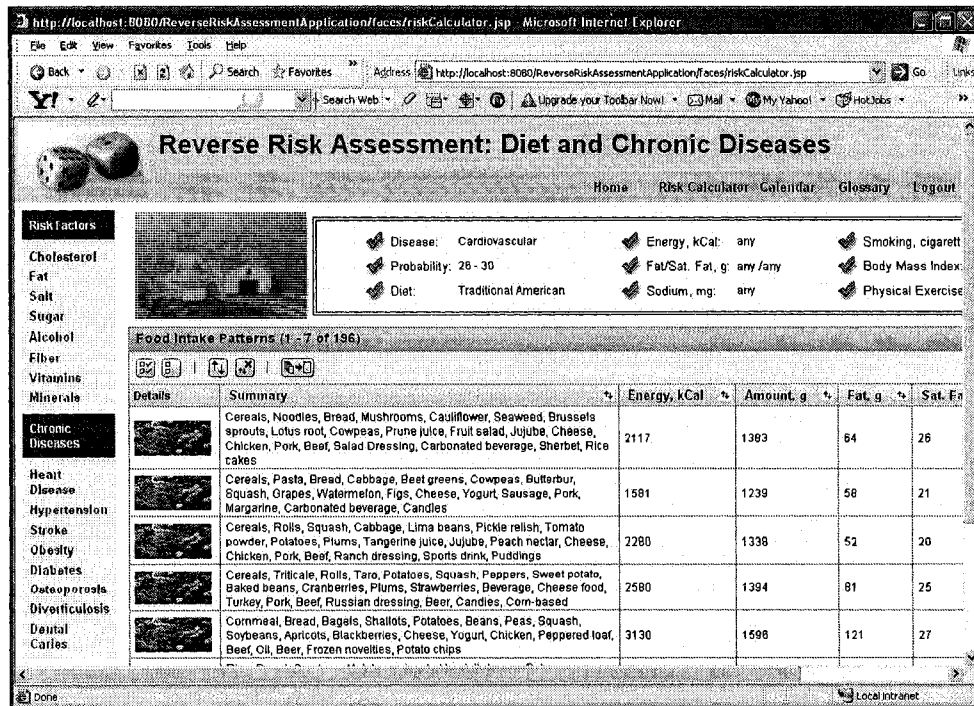 http://localhost:8080/ReverseRiskAssessmentApplication/faces/riskCalculator.jsp - Microsoft Internet Explorer
File Edit View Favorites Tools Help
Back Search Favorites Address http://localhost:8080/ReverseRiskAssessmentApplication/faces/riskCalculator.jsp Go Links
Y! Search Web Upgrade your Toolbar Now! Mail My Yahoo! HotJobs
Reverse Risk Assessment: Diet and Chronic Diseases
Home Risk Calculator Calendar Glossary Logout
Risk Factors
Cholesterol
Fat
Salt
Sugar
Alcohol
Fiber
Vitamins
Minerals
Chronic
Diseases
Heart
Disease
Hypertension
Stroke
Obesity
Diabetes
Osteoporosis
Diverticulosis
Dental
Caries
Disease: Cardiovascular Energy, kCal: any Smoking, cigarett
Probability: 26 - 30 Fat/Sat. Fat, g: any /any Body Mass Index:
Diet: Traditional American Sodium, mg: any Physical Exercise
Food Intake Patterns (1 - 7 of 196)
Details Summary Energy, kCal Amount, g Fat, g Sat. Fa
Cereals, Noodles, Bread, Mushrooms, Cauliflower, Seaweed, Brussels
sprouts, Lotus root, Cowpeas, Prune juice, Fruit salad, Jujube, Cheese,
Chicken, Pork, Beef, Salad Dressing, Carbonated beverage, Sherbet, Rice
cakes
2117 1383 64 26
Cereals, Pasta, Bread, Cabbage, Beet greens, Cowpeas, Butterbur,
Squash, Grapes, Watermelon, Figs, Cheese, Yogurt, Sausage, Pork,
Margarine, Carbonated beverage, Candies
1581 1239 58 21
Cereals, Rolls, Squash, Cabbage, Lima beans, Pickle relish, Tomato
powder, Potatoes, Plums, Tangerine juice, Jujube, Peach nectar, Cheese,
Chicken, Pork, Beef, Ranch dressing, Sports drink, Puddings
2280 1338 52 20
Cereals, Triticale, Rolls, Taro, Potatoes, Squash, Peppers, Sweet potato,
Baked beans, Cranberries, Plums, Strawberries, Beverage, Cheese food,
Turkey, Pork, Beef, Russian dressing, Beer, Candies, Corn-based
2580 1394 81 25
Cornmeal, Bread, Bagels, Shallots, Potatoes, Beans, Peas, Squash,
Soybeans, Apricots, Blackberries, Cheese, Yogurt, Chicken, Peppered loaf,
Beef, Oil, Beer, Frozen novelties, Potato chips
3130 1596 121 27
Done Local intranet